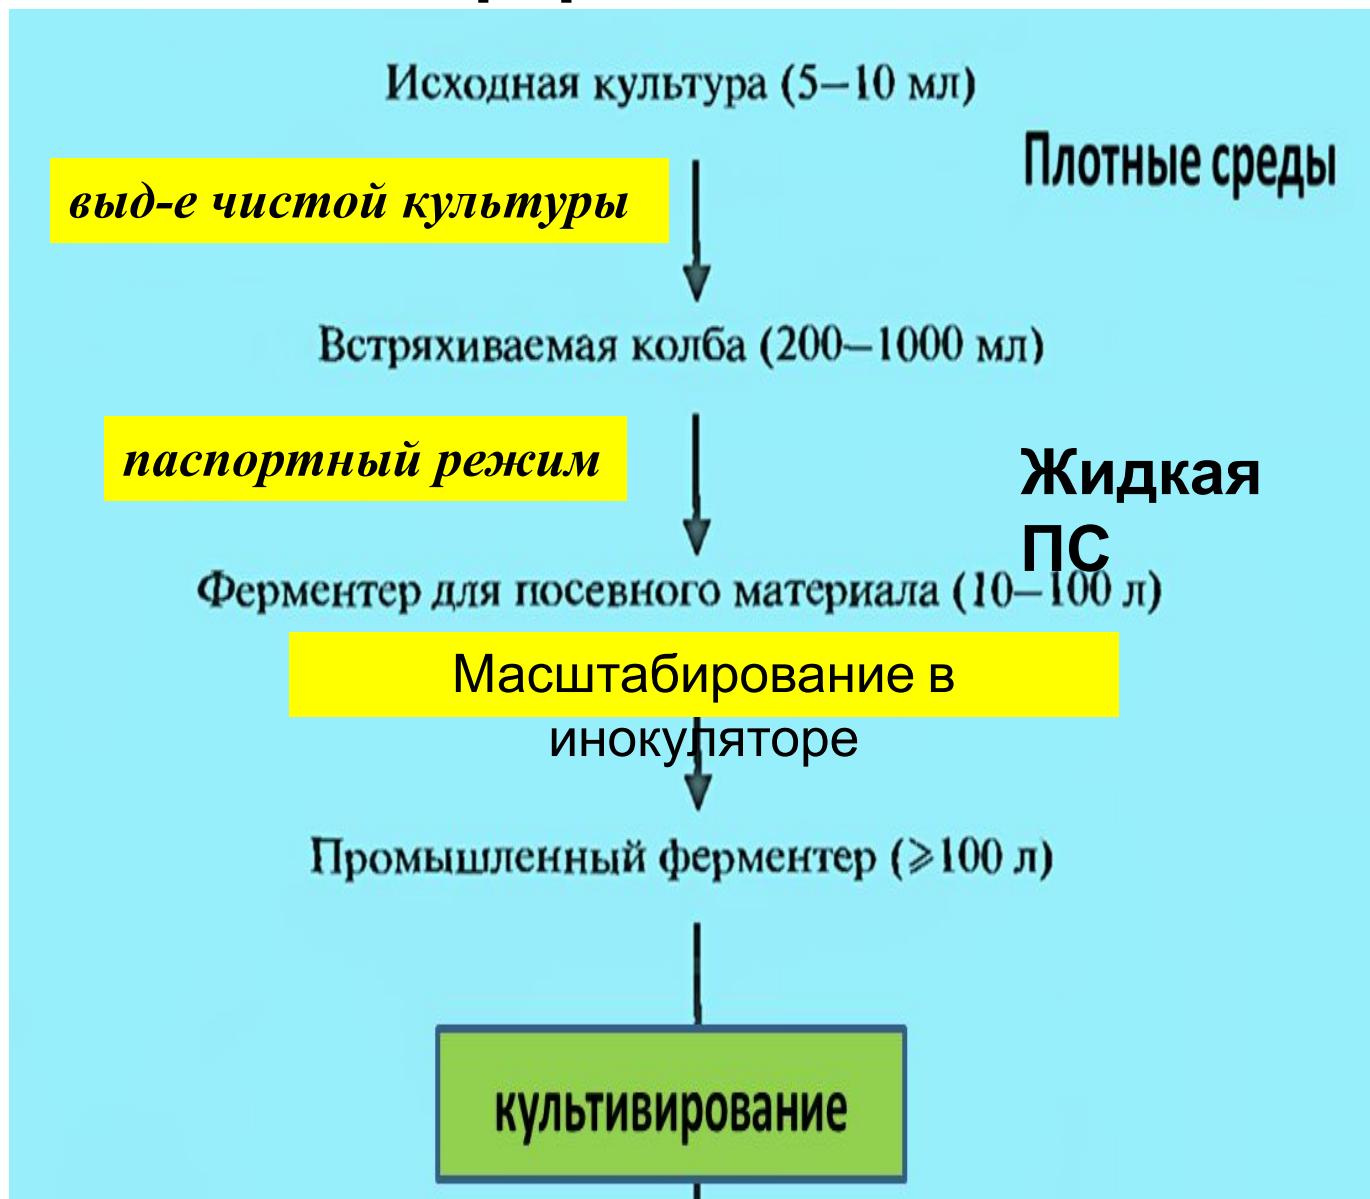 Исходная культура (5–10 мл)
Плотные среды
выд-е чистой культуры
Встряхиваемая колба (200–1000 мл)
паспортный режим
Жидкая
ПС
Ферментер для посевного материала (10–100 л)
Масштабирование в
инокуляторе
Промышленный ферментер (⩾100 л)
культивирование